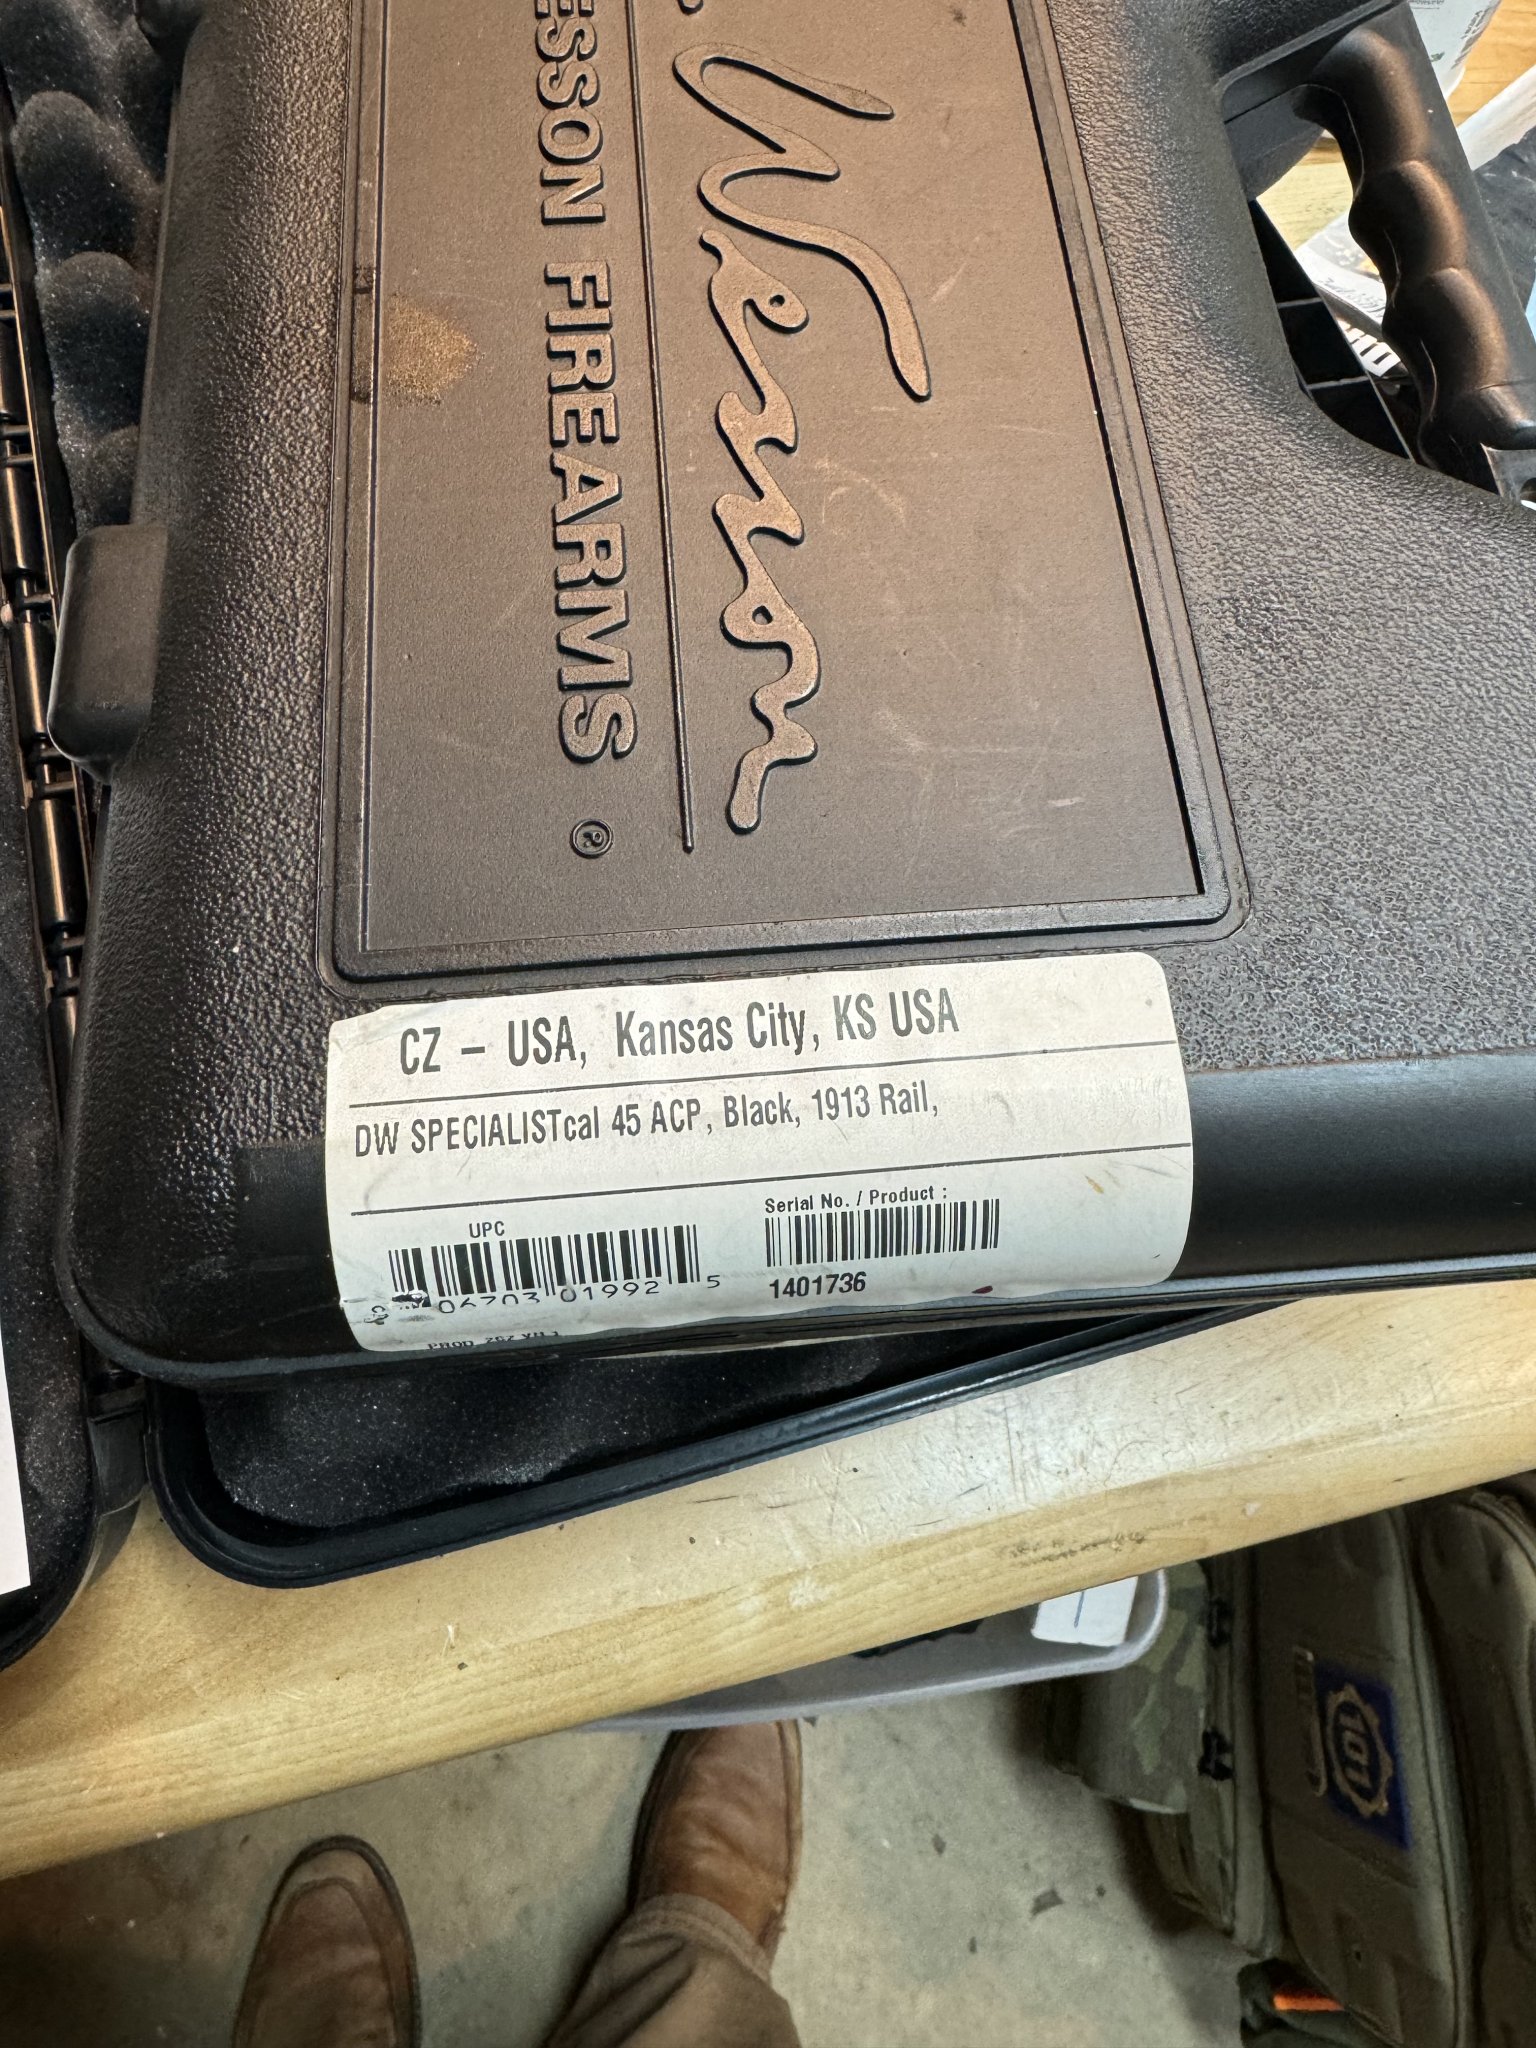 Wesson
ESSON FIREARMS ®
CZ – USA, Kansas City, KS USA
DW SPECIALISTcal 45 ACP, Black, 1913 Rail,
UPC
06703 01992 5
Serial No. / Product :
1401736